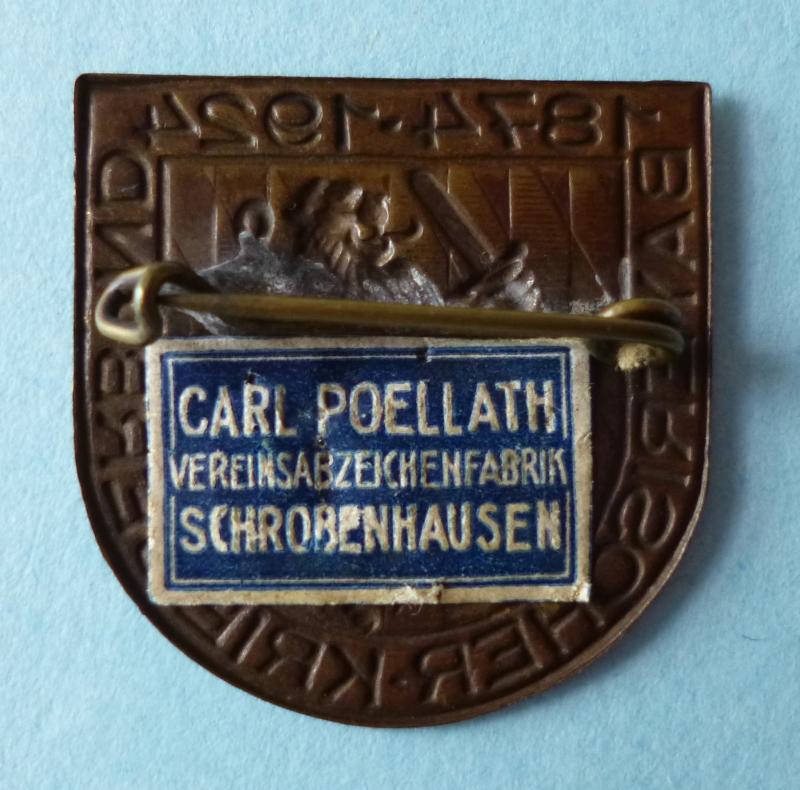 1874·1924
BAYERISCHER·KRIEGERBUND
CARL POELLATH
VEREINSABZEICHENFABRIK
SCHROBENHAUSEN